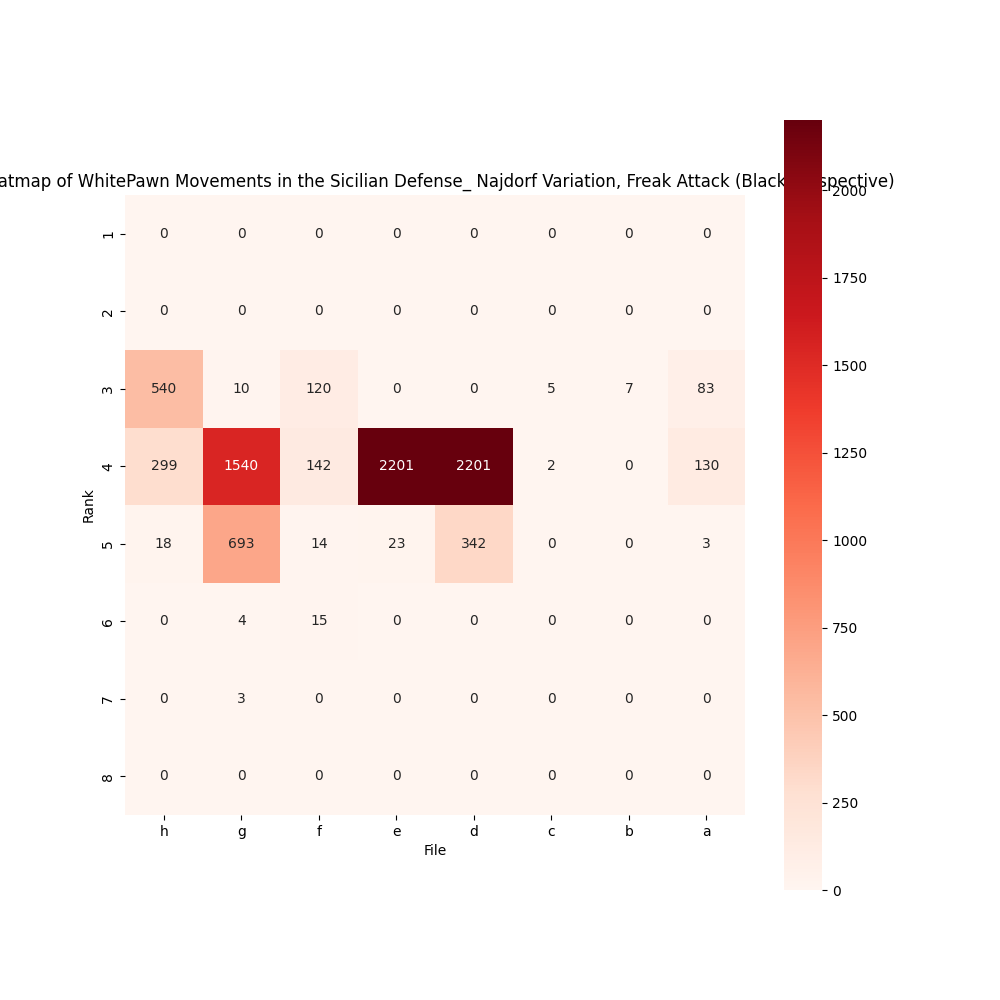 atmap of WhitePawn Movements in the Sicilian Defense_ Najdorf Variation, Freak Attack (Black spective)
2000
1 0 0 0 0 0 0 0 0
1750
2 0 0 0 0 0 0 0 0
1500
3 540 10 120 0 0 5 7 83
1250
4 299 1540 142 2201 2201 2 0 130
Rank
1000
5 18 693 14 23 342 0 0 3
750
6 0 4 15 0 0 0 0 0
7 0 3 0 0 0 0 0 0
500
8 0 0 0 0 0 0 0 0
250
h g f e d c b a
File
0